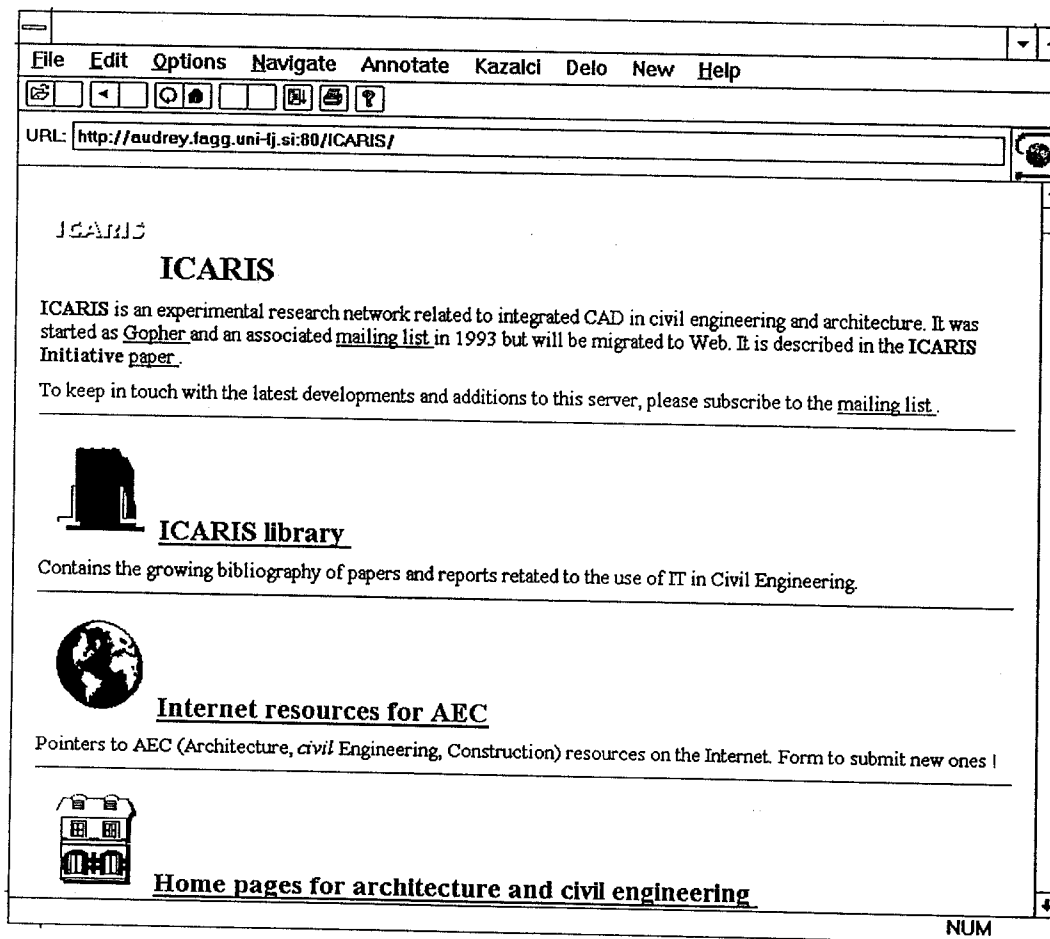 File Edit Options Navigate Annotate Kazalci Delo New Help
URL: http://audrey.fagg.uni-lj.si:80/ICARIS/
ICARIS
ICARIS
ICARIS is an experimental research network related to integrated CAD in civil engineering and architecture. It was
started as Gopher and an associated mailing list in 1993 but will be migrated to Web. It is described in the ICARIS
Initiative paper .
To keep in touch with the latest developments and additions to this server, please subscribe to the mailing list .
ICARIS library
Contains the growing bibliography of papers and reports retated to the use of IT in Civil Engineering.
Internet resources for AEC
Pointers to AEC (Architecture, civil Engineering, Construction) resources on the Internet. Form to submit new ones !
Home pages for architecture and civil engineering
NUM